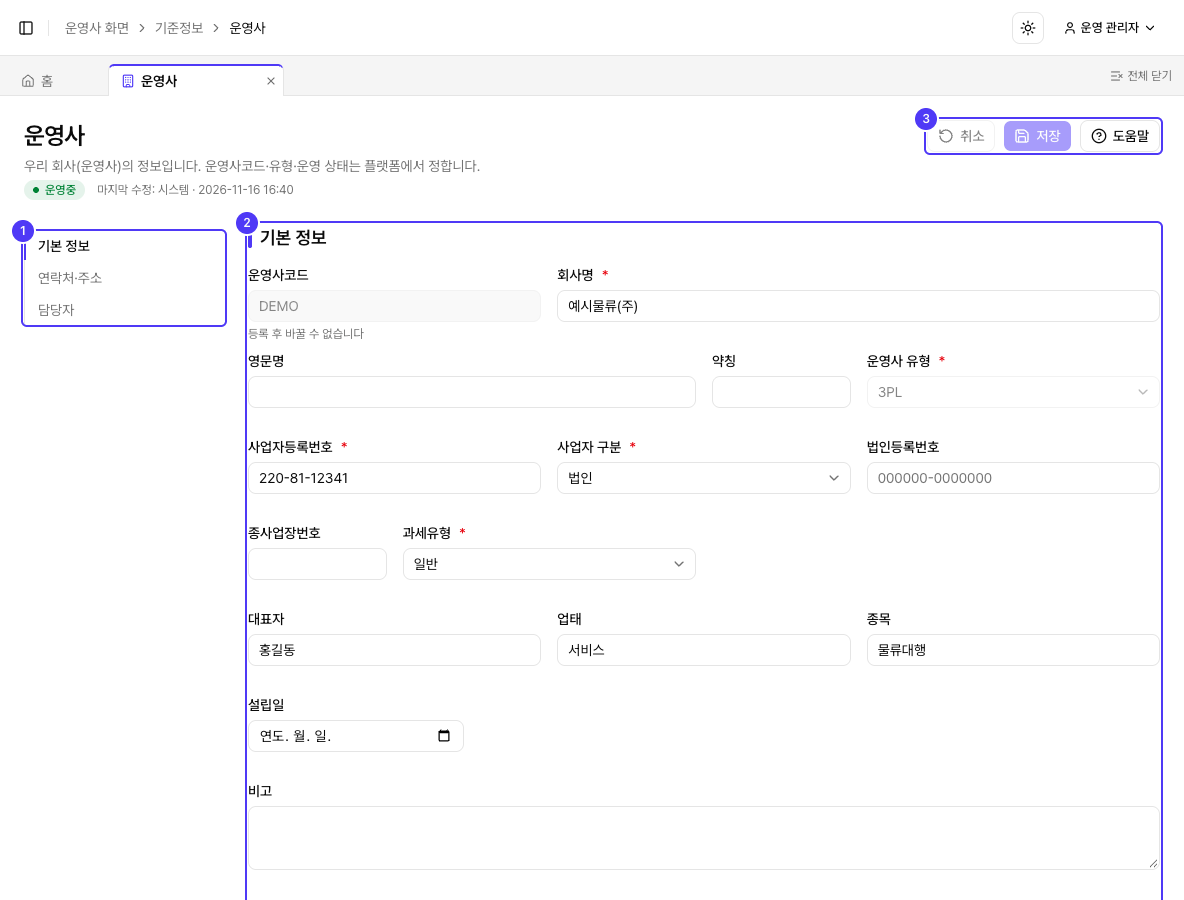 운영사 화면 > 기준정보 > 운영사
운영 관리자
홈
운영사
전체 닫기
운영사
3
취소
저장
도움말
우리 회사(운영사)의 정보입니다. 운영사코드·유형·운영 상태는 플랫폼에서 정합니다.
운영중
마지막 수정: 시스템 · 2026-11-16 16:40
1
기본 정보
연락처·주소
담당자
2
기본 정보
운영사코드
회사명 *
DEMO
예시물류(주)
등록 후 바꿀 수 없습니다
영문명
약칭
운영사 유형 *
3PL
사업자등록번호 *
사업자 구분 *
법인등록번호
220-81-12341
법인
000000-0000000
종사업장번호
과세유형 *
일반
대표자
업태
종목
홍길동
서비스
물류대행
설립일
연도. 월. 일.
비고